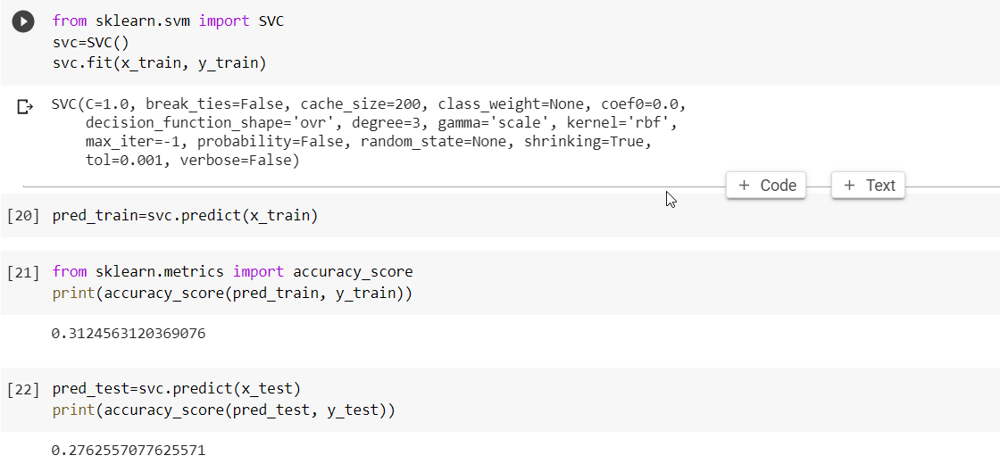 from sklearn.svm import SVC
svc=SVC()
svc.fit(x_train, y_train)
SVC(C=1.0, break_ties=False, cache_size=200, class_weight=None, coef0=0.0,
    decision_function_shape='ovr', degree=3, gamma='scale', kernel='rbf',
    max_iter=-1, probability=False, random_state=None, shrinking=True,
    tol=0.001, verbose=False)
+ Code + Text
[20] pred_train=svc.predict(x_train)
[21] from sklearn.metrics import accuracy_score
print(accuracy_score(pred_train, y_train))
0.3124563120369076
[22] pred_test=svc.predict(x_test)
print(accuracy_score(pred_test, y_test))
0.2762557077625571